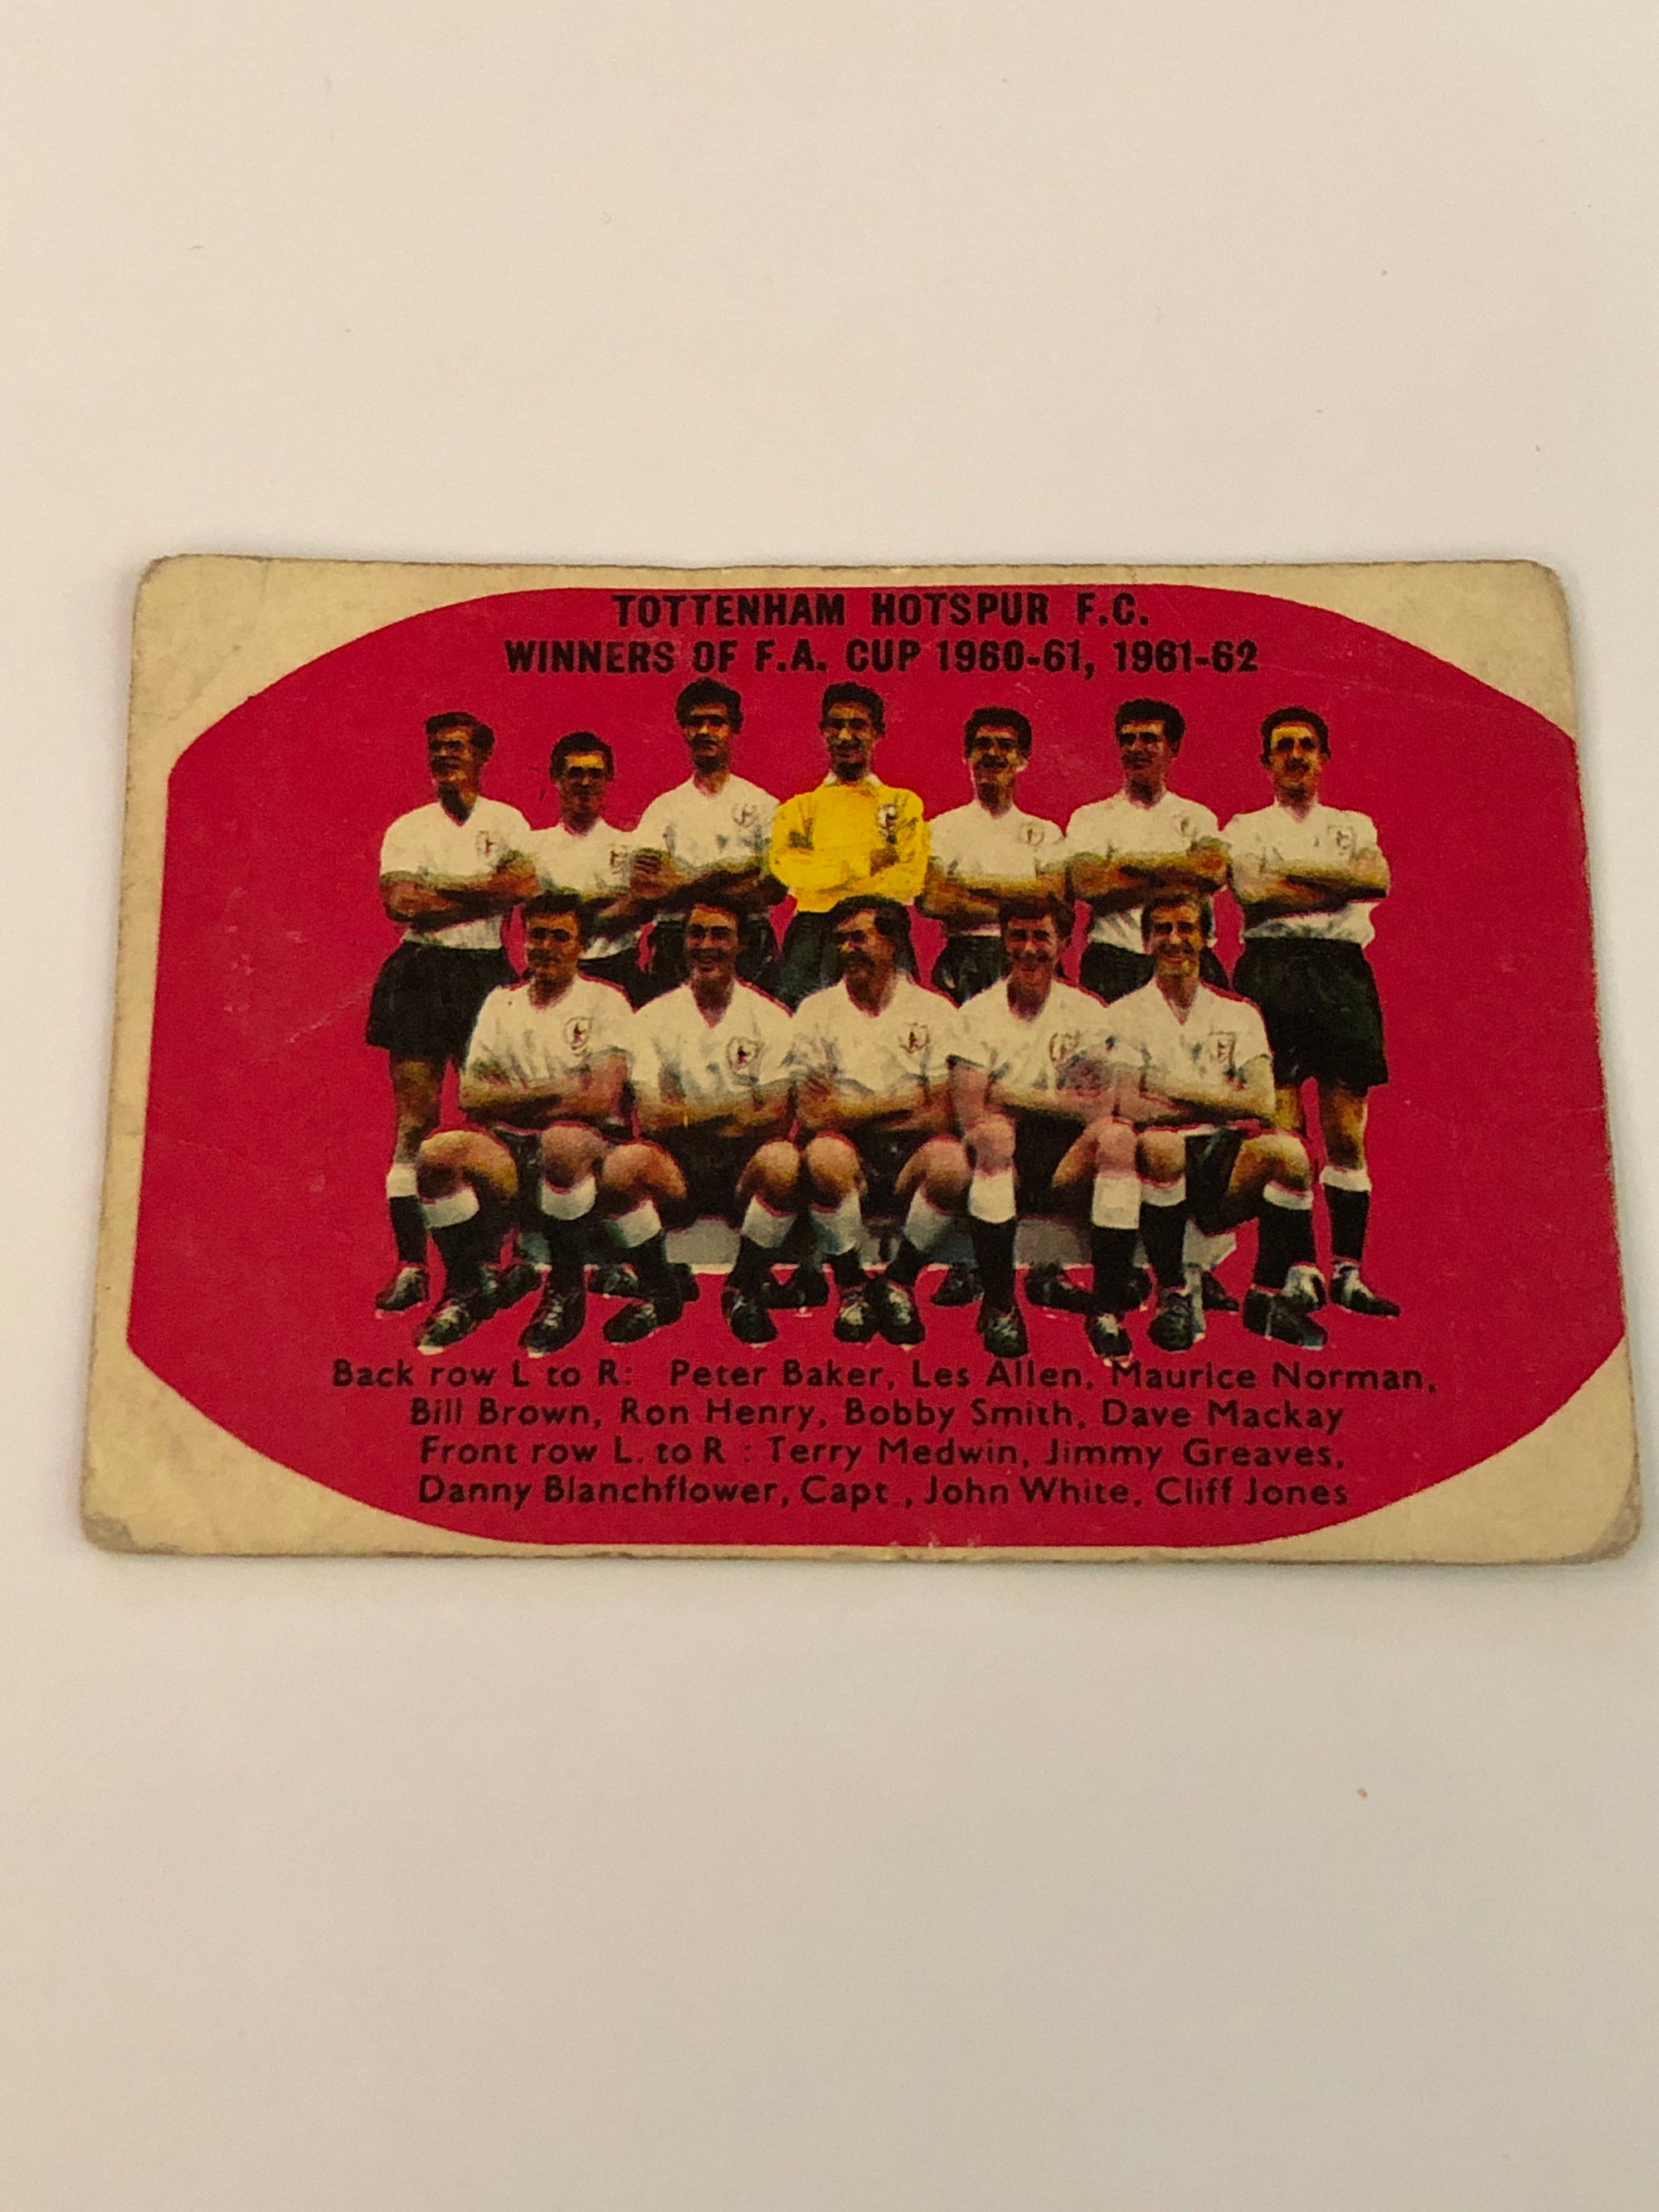 TOTTENHAM HOTSPUR F.C.
WINNERS OF F.A. CUP 1960-61, 1961-62
Back row L to R: Peter Baker, Les Allen, Maurice Norman,
Bill Brown, Ron Henry, Bobby Smith, Dave Mackay
Front row L. to R : Terry Medwin, Jimmy Greaves,
Danny Blanchflower, Capt., John White, Cliff Jones